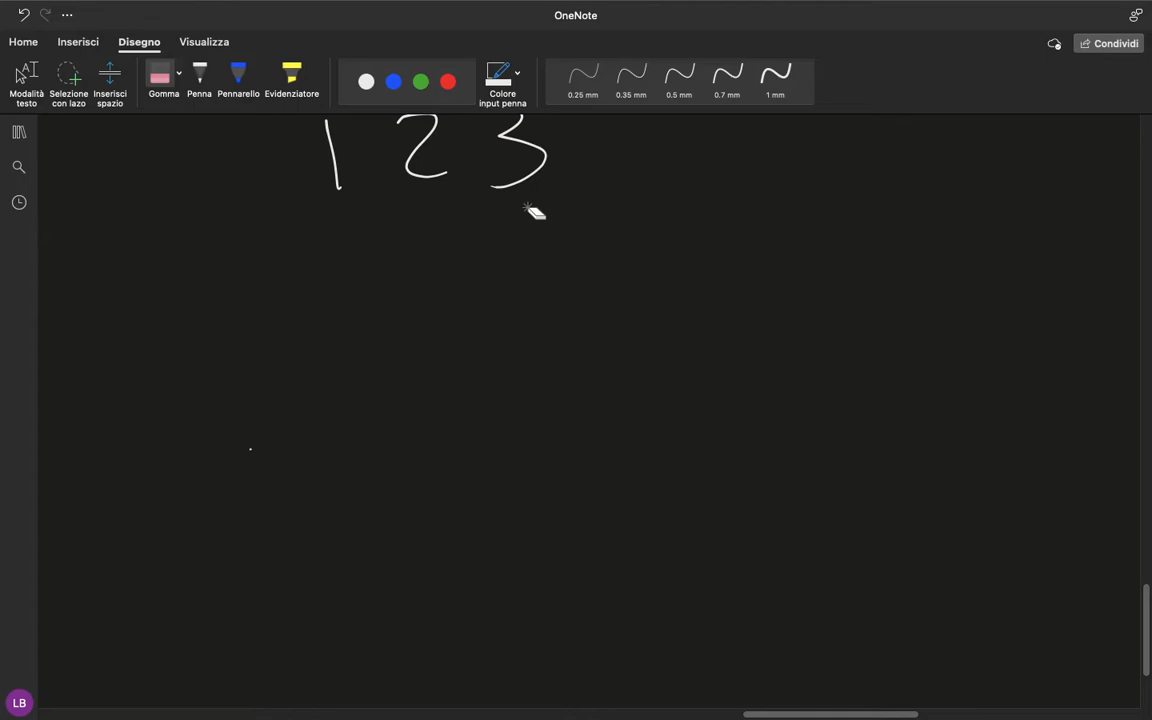 OneNote
Home Inserisci Disegno Visualizza
Condividi
Modalità testo
Selezione con lazo
Inserisci spazio
Gomma
Penna
Pennarello
Evidenziatore
Colore input penna
0.25 mm
0.35 mm
0.5 mm
0.7 mm
1 mm
1 2 3
LB